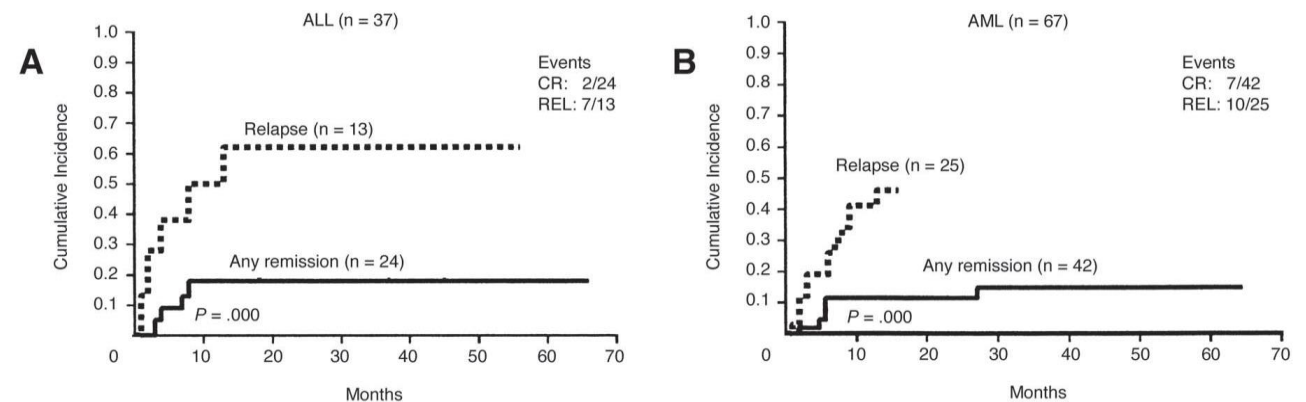 A
ALL (n = 37)
Cumulative Incidence
1.0
0.9
0.8
0.7
0.6
0.5
0.4
0.3
0.2
0.1
0
Events
CR: 2/24
REL: 7/13
Relapse (n = 13)
Any remission (n = 24)
P = .000
10 20 30 40 50 60 70
Months
B
AML (n = 67)
Cumulative Incidence
1.0
0.9
0.8
0.7
0.6
0.5
0.4
0.3
0.2
0.1
0
Events
CR: 7/42
REL: 10/25
Relapse (n = 25)
Any remission (n = 42)
P = .000
10 20 30 40 50 60 70
Months